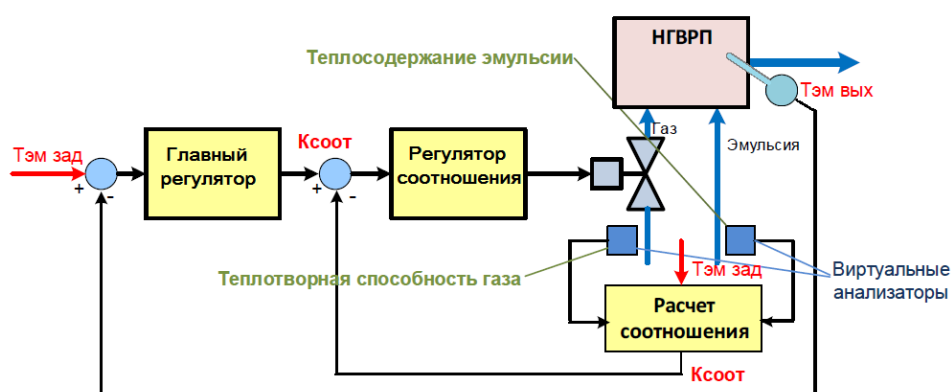 НГВРП
Теплосодержание эмульсии
Тэм вых
Газ
Эмульсия
Тэм зад
+
-
Главный
регулятор
Ксоот
+
-
Регулятор
соотношения
Теплотворная способность газа
Тэм зад
Виртуальные
анализаторы
Расчет
соотношения
Ксоот